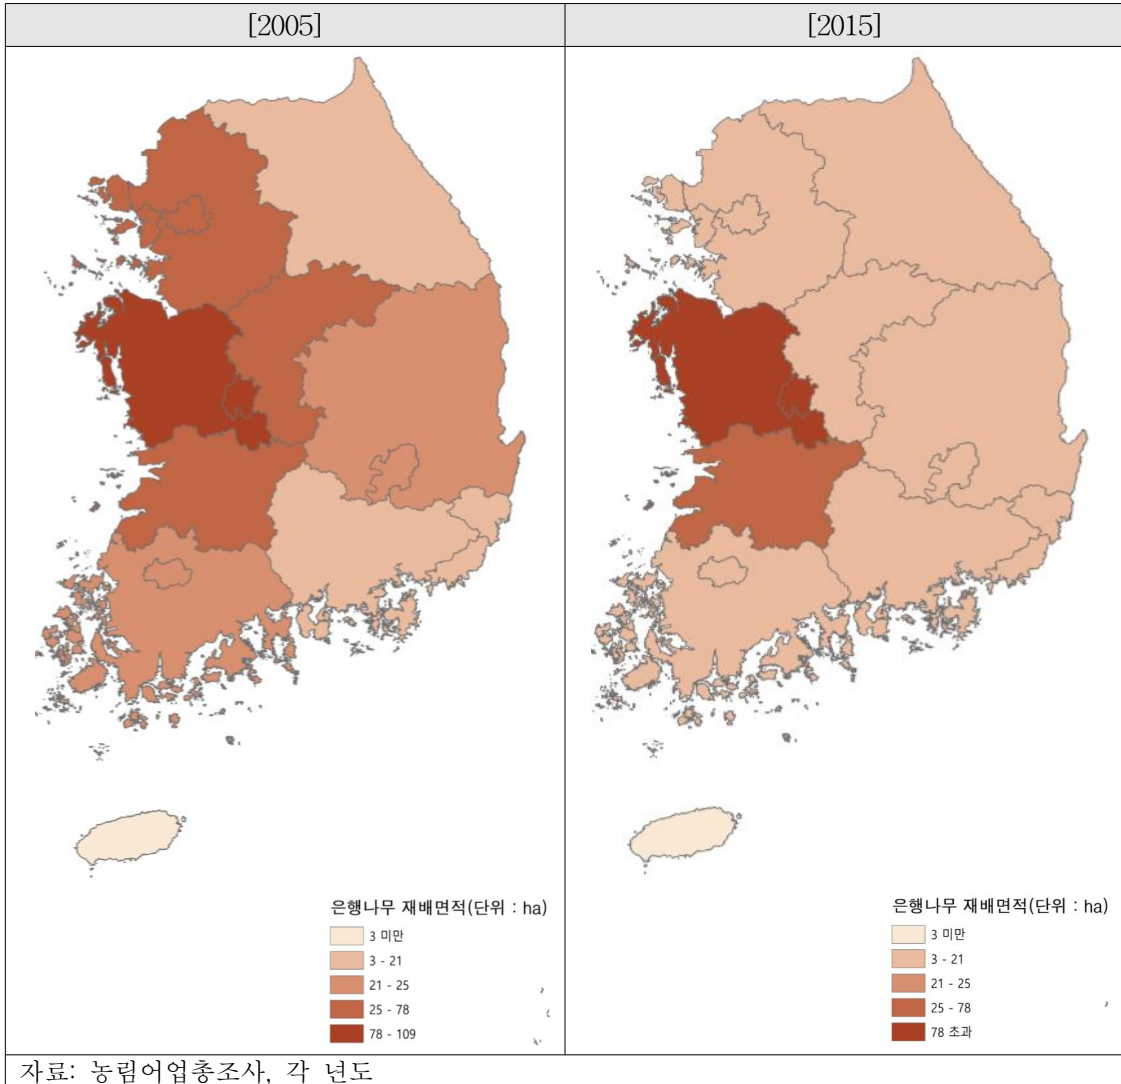 [2005]
[2015]
은행나무 재배면적(단위 : ha)
3 미만
3 - 21
21 - 25
25 - 78
78 - 109
은행나무 재배면적(단위 : ha)
3 미만
3 - 21
21 - 25
25 - 78
78 초과
자료: 농림어업총조사, 각 년도